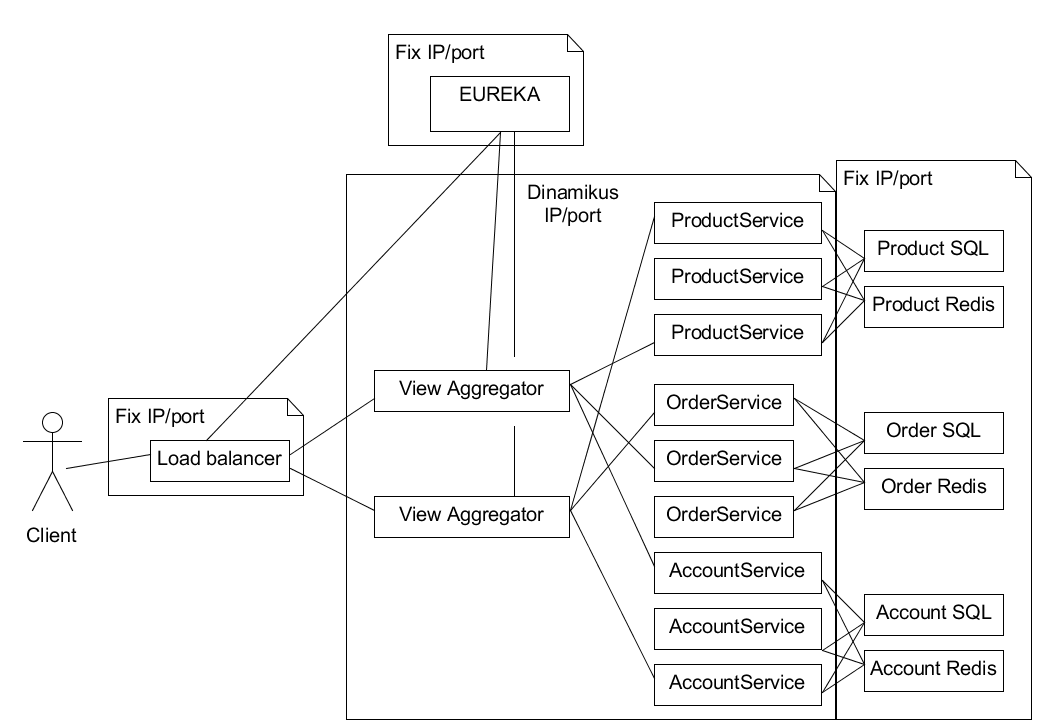 Fix IP/port
EUREKA
Dinamikus
IP/port
Fix IP/port
ProductService
ProductService
ProductService
Product SQL
Product Redis
View Aggregator
View Aggregator
OrderService
OrderService
OrderService
Order SQL
Order Redis
Fix IP/port
Load balancer
Client
AccountService
AccountService
AccountService
Account SQL
Account Redis